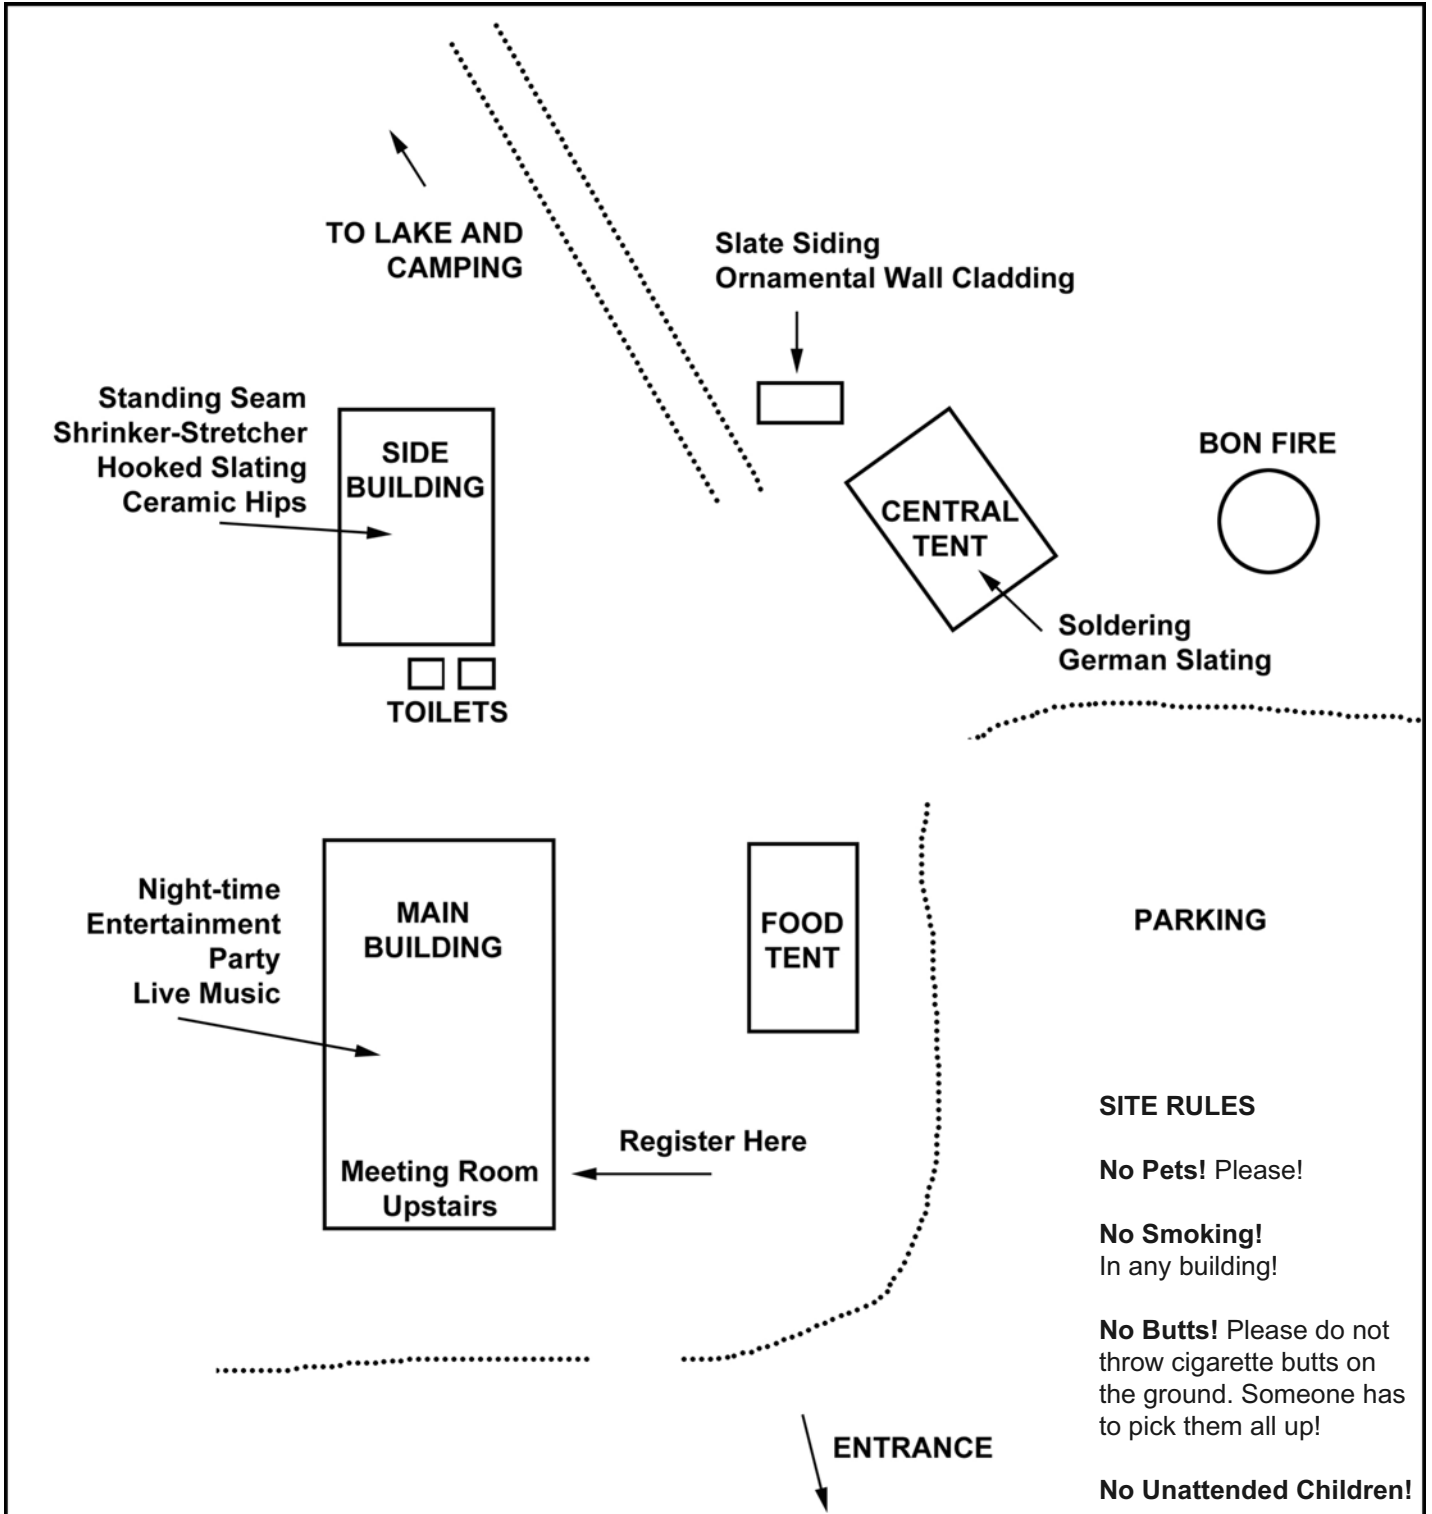 TO LAKE AND
CAMPING
Slate Siding
Ornamental Wall Cladding
Standing Seam
Shrinker-Stretcher
Hooked Slating
Ceramic Hips
SIDE
BUILDING
CENTRAL
TENT
BON FIRE
Soldering
German Slating
TOILETS
Night-time
Entertainment
Party
Live Music
MAIN
BUILDING
FOOD
TENT
PARKING
Register Here
Meeting Room
Upstairs
SITE RULES
No Pets! Please!
No Smoking!
In any building!
No Butts! Please do not
throw cigarette butts on
the ground. Someone has
to pick them all up!
No Unattended Children!
ENTRANCE